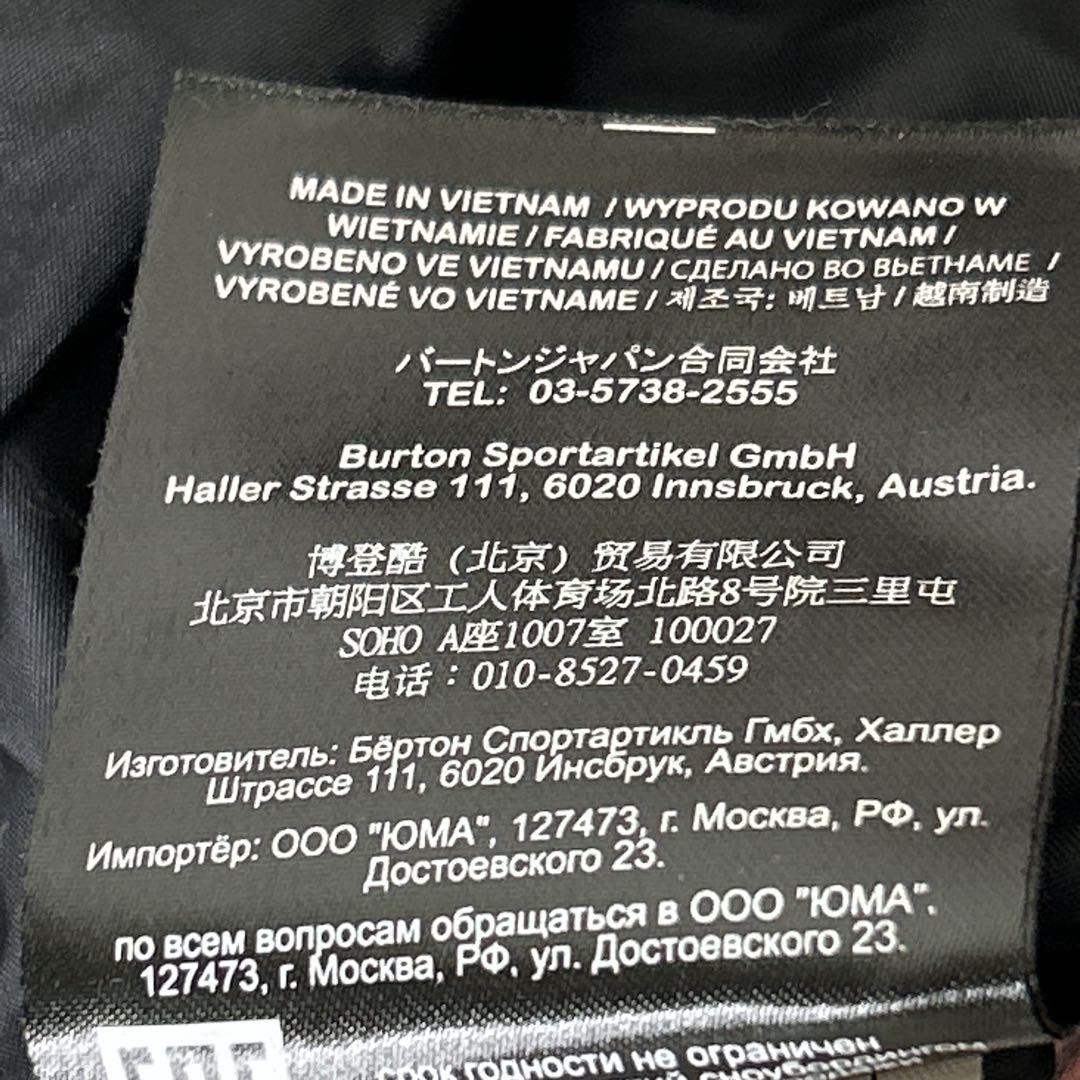 MADE IN VIETNAM / WYPRODU KOWANO W
WIETNAMIE / FABRIQUÉ AU VIETNAM /
VYROBENO VE VIETNAMU / СДЕЛАНО ВО ВЬЕТНАМЕ /
VYROBENÉ VO VIETNAME / 제조국: 베트남 / 越南制造
バートンジャパン合同会社
TEL: 03-5738-2555
Burton Sportartikel GmbH
Haller Strasse 111, 6020 Innsbruck, Austria.
博登酷（北京）贸易有限公司
北京市朝阳区工人体育场北路8号院三里屯
SOHO A座1007室 100027
电话：010-8527-0459
Изготовитель: Бёртон Спортартикль Гмбх, Халлер
Штрассе 111, 6020 Инсбрук, Австрия.
Импортёр: ООО "ЮМА", 127473, г. Москва, РФ, ул.
Достоевского 23.
по всем вопросам обращаться в ООО "ЮМА".
127473, г. Москва, РФ, ул. Достоевского 23.
срок годности не ограничен